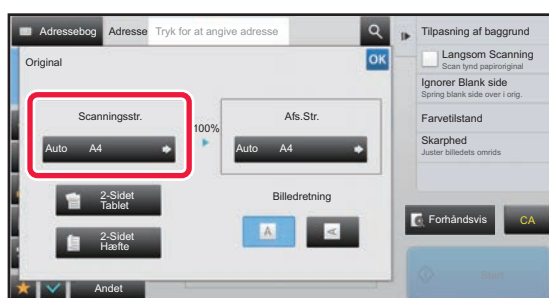 Adressebog
Adresse
Tryk for at angive adresse
Original
OK
Scanningsstr.
Auto A4
100%
Afs.Str.
Auto A4
2-Sidet
Tablet
2-Sidet
Hæfte
Billedretning
A
A
Andet
Tilpasning af baggrund
Langsom Scanning
Scan tynd papiroriginal
Ignorer Blank side
Spring blank side over i orig.
Farvetilstand
Skarphed
Juster billedets omrids
Forhåndsvis
CA
Start